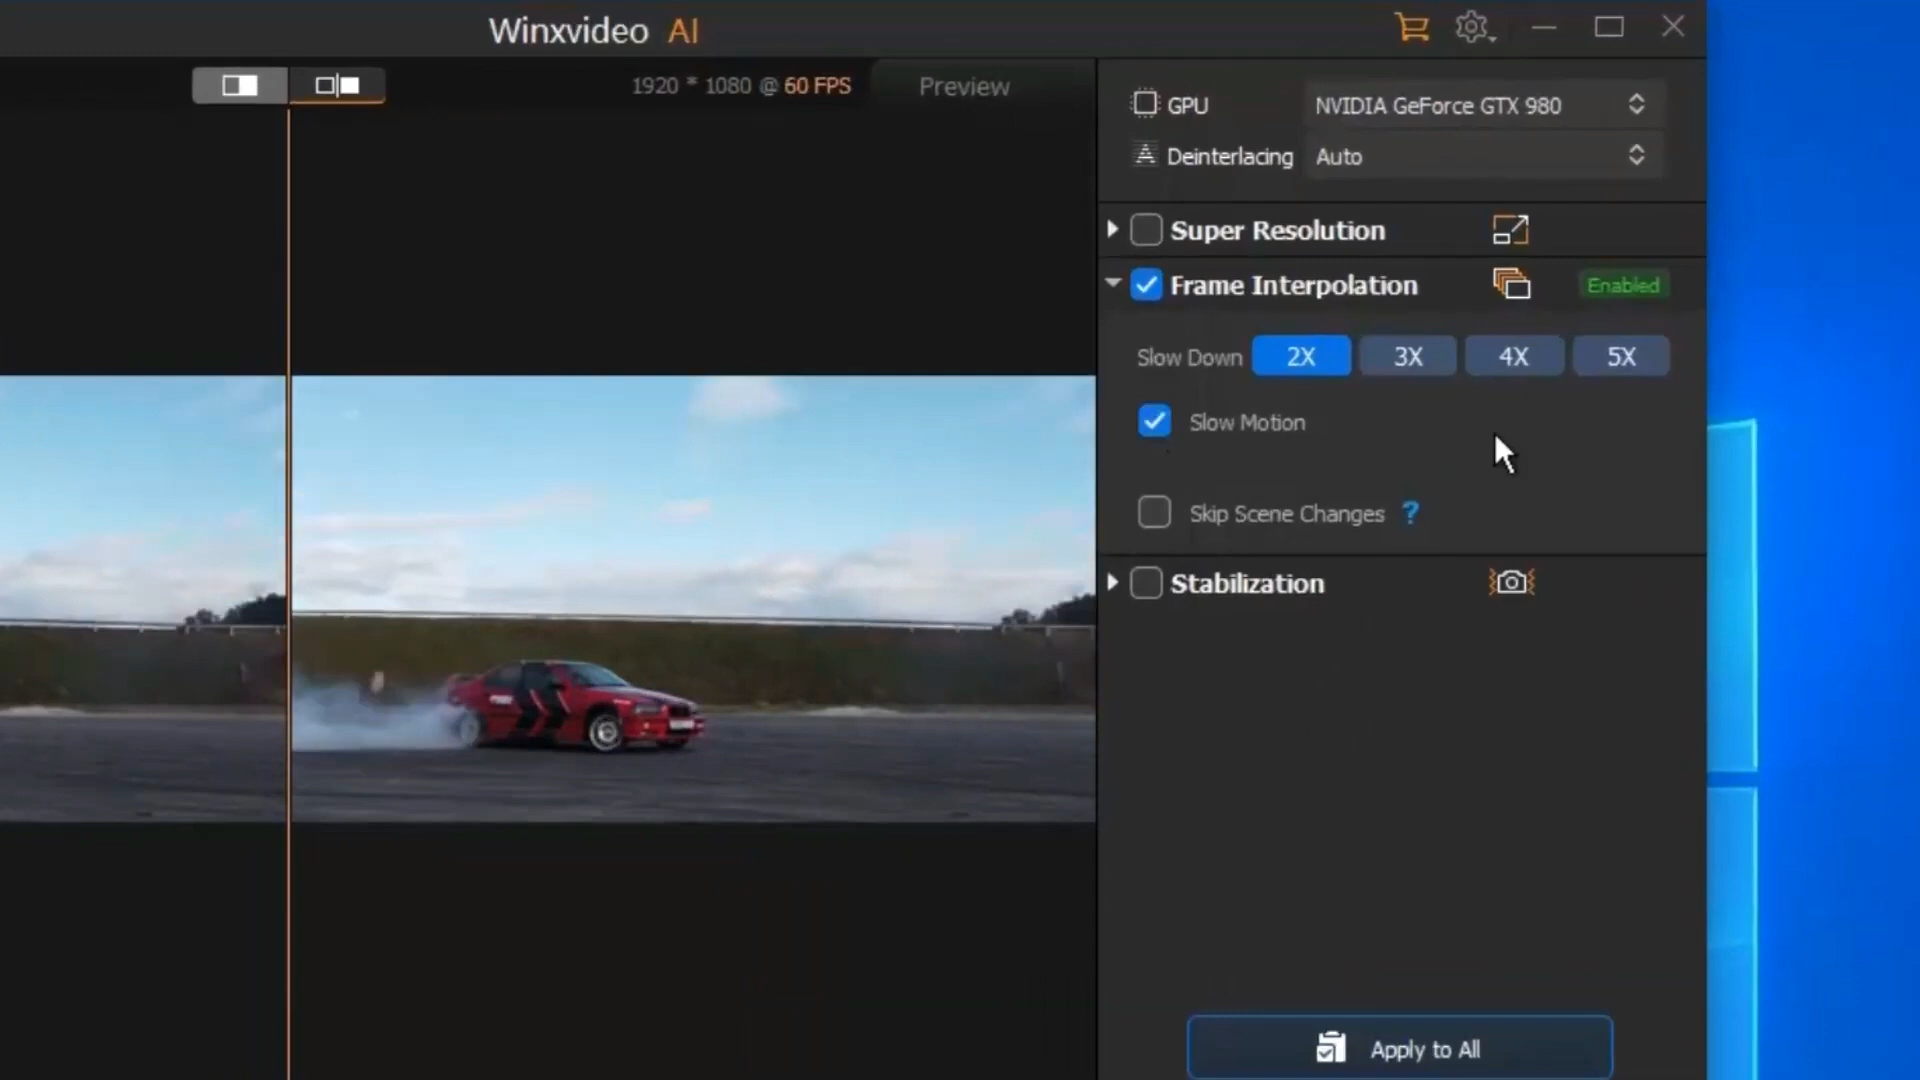 Winxvideo AI
1920 * 1080 @ 60 FPS
Preview
GPU
NVIDIA GeForce GTX 980
Deinterlacing
Auto
Super Resolution
Frame Interpolation
Enabled
Slow Down
2X
3X
4X
5X
Slow Motion
Skip Scene Changes ?
Stabilization
Apply to All